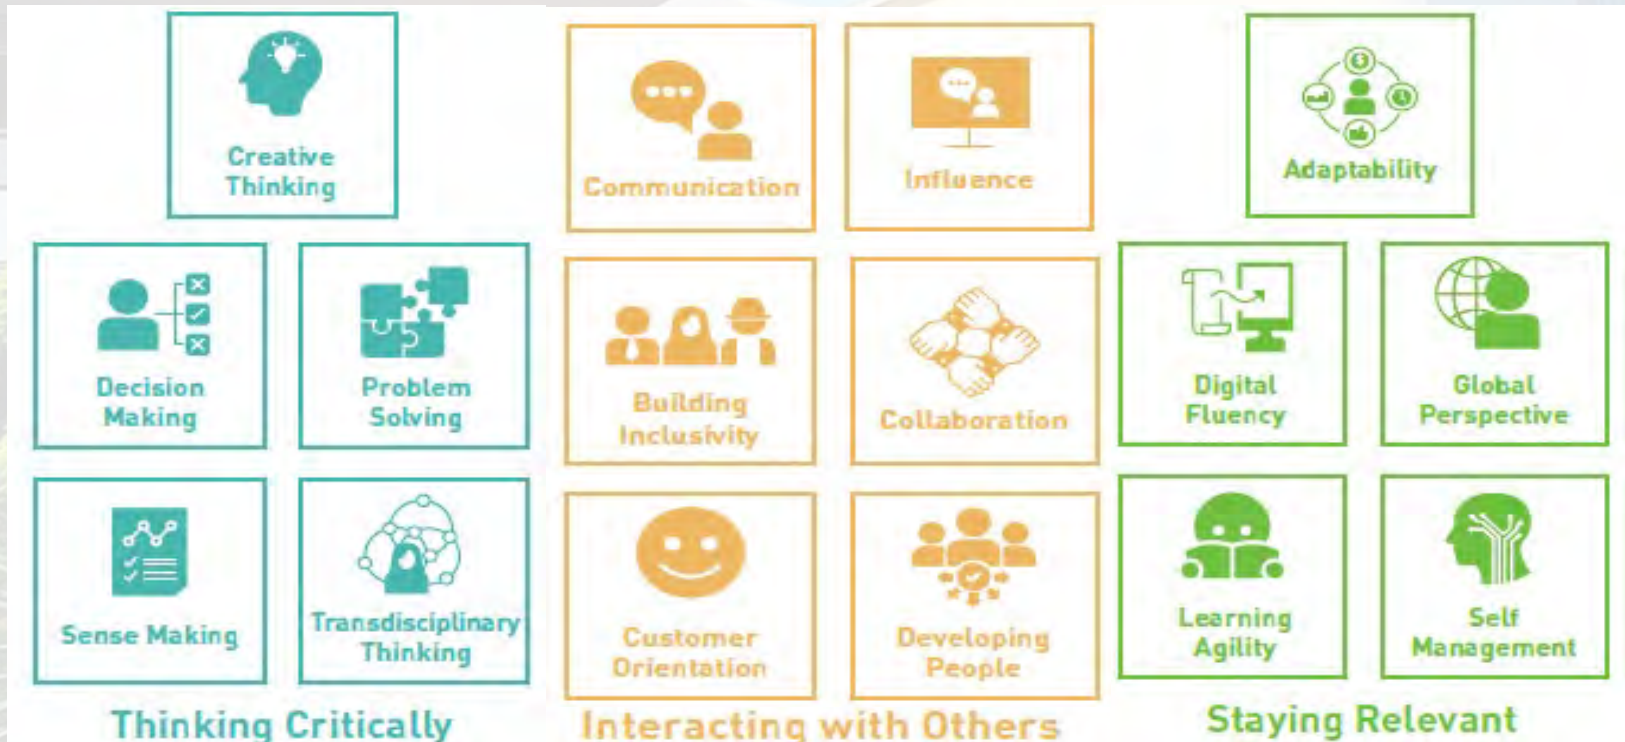 Creative
Thinking
Decision
Making
Problem
Solving
Sense Making
Transdisciplinary
Thinking
Thinking Critically
Communication
Influence
Building
Inclusivity
Collaboration
Customer
Orientation
Developing
People
Interacting with Others
Adaptability
Digital
Fluency
Global
Perspective
Learning
Agility
Self
Management
Staying Relevant